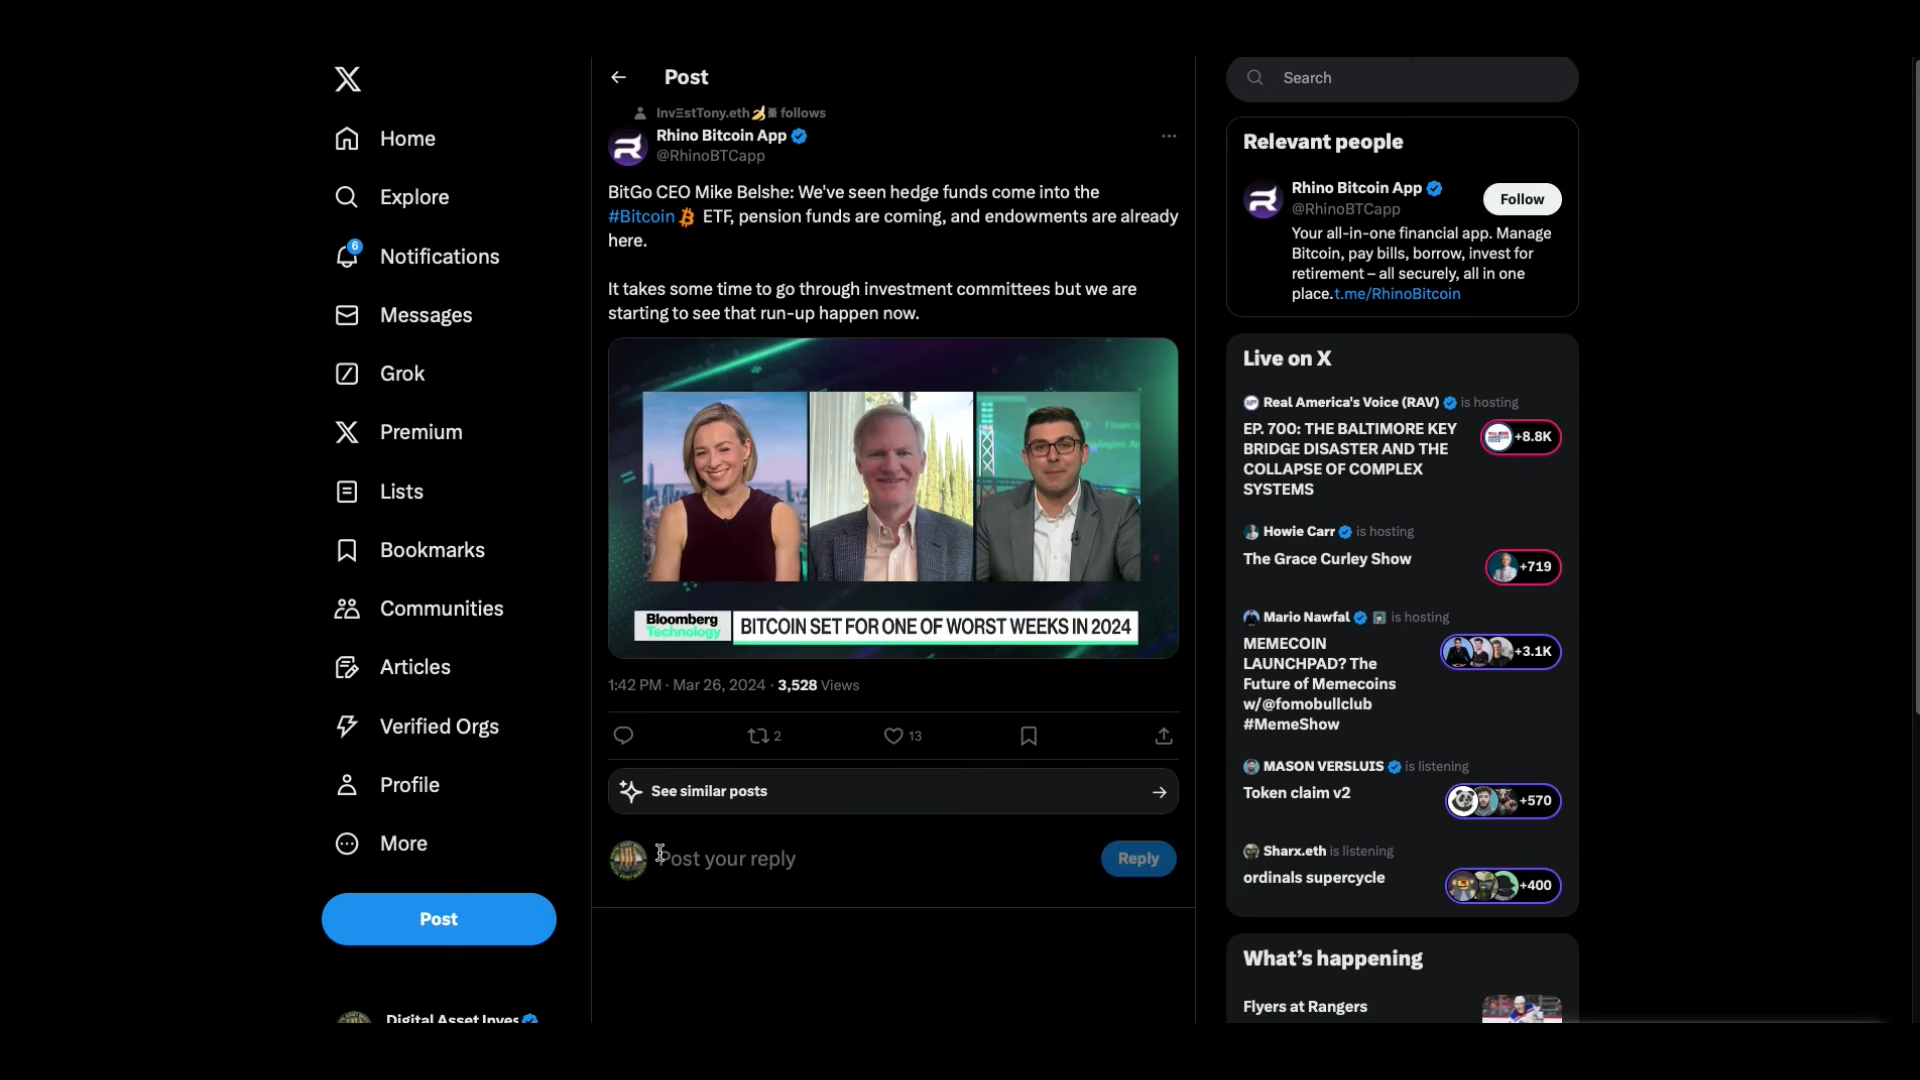 Home
Explore
6
Notifications
Messages
Grok
Premium
Lists
Bookmarks
Communities
Articles
Verified Orgs
Profile
More
Post
Digital Asset Inves
Post
InvΞstTony.eth follows
Rhino Bitcoin App
@RhinoBTCapp
BitGo CEO Mike Belshe: We've seen hedge funds come into the
#Bitcoin ETF, pension funds are coming, and endowments are already
here.
It takes some time to go through investment committees but we are
starting to see that run-up happen now.
Bloomberg
Technology
BITCOIN SET FOR ONE OF WORST WEEKS IN 2024
1:42 PM · Mar 26, 2024 · 3,528 Views
2
13
See similar posts
Post your reply
Reply
Search
Relevant people
Rhino Bitcoin App
@RhinoBTCapp
Follow
Your all-in-one financial app. Manage
Bitcoin, pay bills, borrow, invest for
retirement – all securely, all in one
place.t.me/RhinoBitcoin
Live on X
Real America's Voice (RAV) is hosting
EP. 700: THE BALTIMORE KEY
BRIDGE DISASTER AND THE
COLLAPSE OF COMPLEX
SYSTEMS
+8.8K
Howie Carr is hosting
The Grace Curley Show
+719
Mario Nawfal is hosting
MEMECOIN
LAUNCHPAD? The
Future of Memecoins
w/@fomobullclub
#MemeShow
+3.1K
MASON VERSLUIS is listening
Token claim v2
+570
Sharx.eth is listening
ordinals supercycle
+400
What's happening
Flyers at Rangers